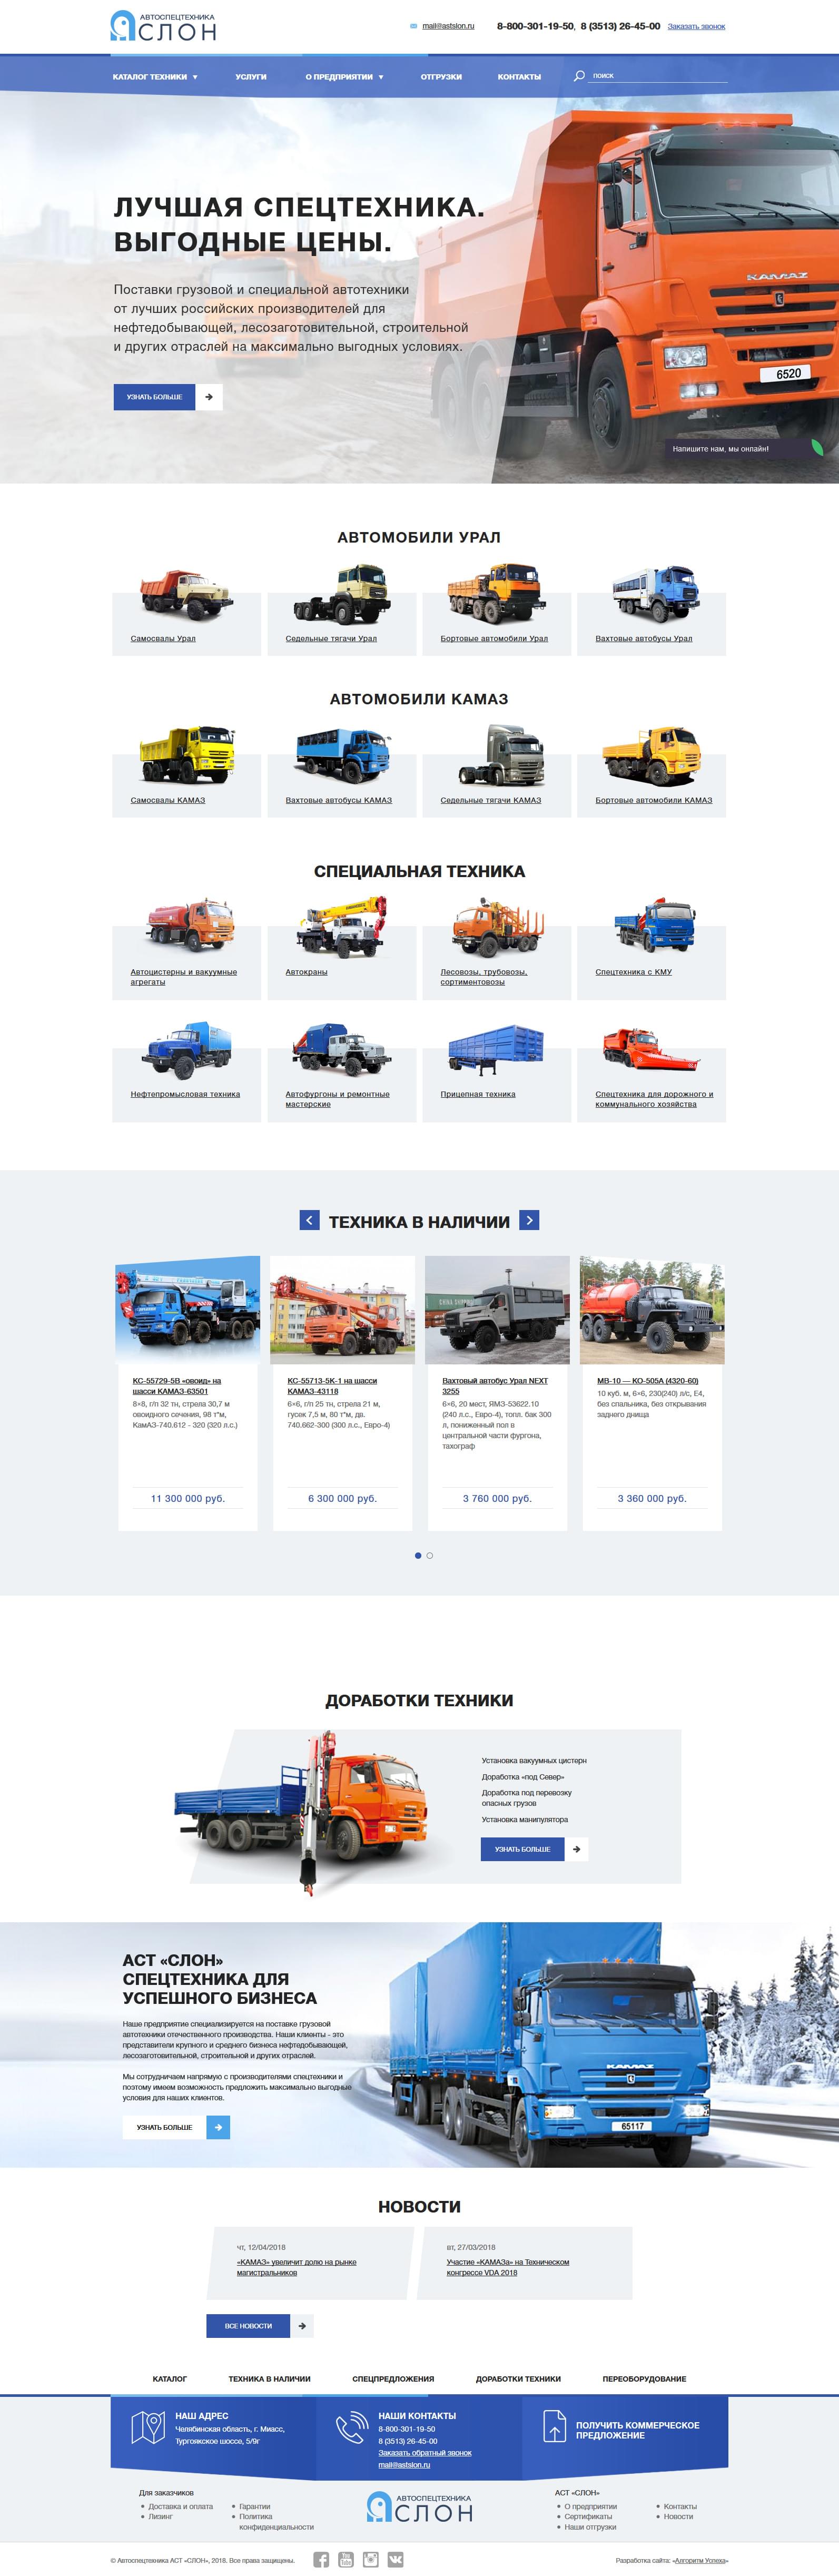 АВТОСПЕЦТЕХНИКА
СЛОН
mail@astslon.ru
8-800-301-19-50, 8 (3513) 26-45-00
Заказать звонок
КАТАЛОГ ТЕХНИКИ
УСЛУГИ
О ПРЕДПРИЯТИИ
ОТГРУЗКИ
КОНТАКТЫ
ПОИСК
ЛУЧШАЯ СПЕЦТЕХНИКА.
ВЫГОДНЫЕ ЦЕНЫ.
Поставки грузовой и специальной автотехники
от лучших российских производителей для
нефтедобывающей, лесозаготовительной, строительной
и других отраслей на максимально выгодных условиях.
УЗНАТЬ БОЛЬШЕ
KAMAZ
6520
Напишите нам, мы онлайн!
АВТОМОБИЛИ УРАЛ
Самосвалы Урал
Седельные тягачи Урал
Бортовые автомобили Урал
Вахтовые автобусы Урал
АВТОМОБИЛИ КАМАЗ
Самосвалы КАМАЗ
Вахтовые автобусы КАМАЗ
Седельные тягачи КАМАЗ
Бортовые автомобили КАМАЗ
СПЕЦИАЛЬНАЯ ТЕХНИКА
Автоцистерны и вакуумные
агрегаты
Автокраны
Лесовозы, трубовозы,
сортиментовозы
Спецтехника с КМУ
Нефтепромысловая техника
Автофургоны и ремонтные
мастерские
Прицепная техника
Спецтехника для дорожного и
коммунального хозяйства
ТЕХНИКА В НАЛИЧИИ
КС-55729-5В «овоид» на
шасси КАМАЗ-63501
8×8, г/п 32 тн, стрела 30,7 м
овоидного сечения, 98 т*м,
КамАЗ-740.612 - 320 (320 л.с.)
11 300 000 руб.
КС-55713-5К-1 на шасси
КАМАЗ-43118
6×6, г/п 25 тн, стрела 21 м,
гусек 7,5 м, 80 т*м, дв.
740.662-300 (300 л.с., Евро-4)
6 300 000 руб.
Вахтовый автобус Урал NEXT
3255
6×6, 20 мест, ЯМЗ-53622.10
(240 л.с., Евро-4), топл. бак 300
л, пониженный пол в
центральной части фургона,
тахограф
3 760 000 руб.
МВ-10 — КО-505А (4320-60)
10 куб. м, 6×6, 230(240) л/с, Е4,
без спальника, без открывания
заднего днища
3 360 000 руб.
ДОРАБОТКИ ТЕХНИКИ
Установка вакуумных цистерн
Доработка «под Север»
Доработка под перевозку
опасных грузов
Установка манипулятора
УЗНАТЬ БОЛЬШЕ
АСТ «СЛОН»
СПЕЦТЕХНИКА ДЛЯ
УСПЕШНОГО БИЗНЕСА
Наше предприятие специализируется на поставке грузовой
автотехники отечественного производства. Наши клиенты - это
представители крупного и среднего бизнеса нефтедобывающей,
лесозаготовительной, строительной и других отраслей.
Мы сотрудничаем напрямую с производителями спецтехники и
поэтому имеем возможность предложить максимально выгодные
условия для наших клиентов.
УЗНАТЬ БОЛЬШЕ
KAMAZ
65117
НОВОСТИ
чт, 12/04/2018
«КАМАЗ» увеличит долю на рынке
магистральников
вт, 27/03/2018
Участие «КАМАЗа» на Техническом
конгрессе VDA 2018
ВСЕ НОВОСТИ
КАТАЛОГ
ТЕХНИКА В НАЛИЧИИ
СПЕЦПРЕДЛОЖЕНИЯ
ДОРАБОТКИ ТЕХНИКИ
ПЕРЕОБОРУДОВАНИЕ
НАШ АДРЕС
Челябинская область, г. Миасс,
Тургоякское шоссе, 5/9г
НАШИ КОНТАКТЫ
8-800-301-19-50
8 (3513) 26-45-00
Заказать обратный звонок
mail@astslon.ru
ПОЛУЧИТЬ КОММЕРЧЕСКОЕ
ПРЕДЛОЖЕНИЕ
Для заказчиков
Доставка и оплата
Лизинг
Гарантии
Политика
конфиденциальности
АВТОСПЕЦТЕХНИКА
СЛОН
АСТ «СЛОН»
О предприятии
Сертификаты
Наши отгрузки
Контакты
Новости
© Автоспецтехника АСТ «СЛОН», 2018. Все права защищены.
You Tube
Разработка сайта: «Алгоритм Успеха»